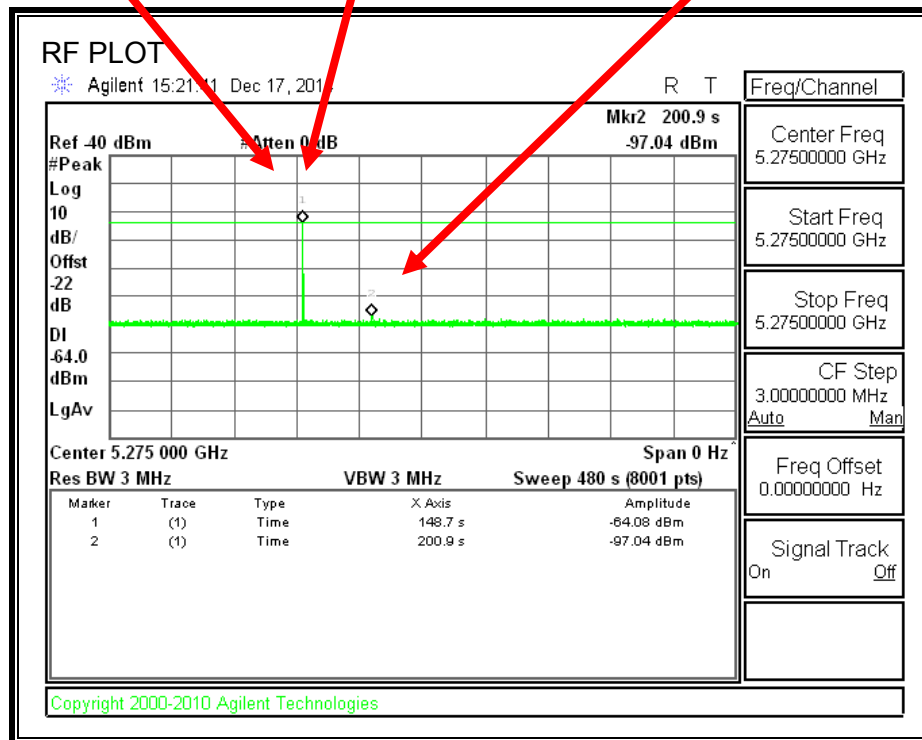 RF PLOT
Agilent 15:21:41 Dec 17, R T
Mkr2 200.9 s
Ref -40 dBm #Atten 0 dB -97.04 dBm
#Peak
Log
10
dB/
Offst
-22
dB
DI
-64.0
dBm
LgAv
1
2
Center 5.275 000 GHz Span 0 Hz^
Res BW 3 MHz VBW 3 MHz Sweep 480 s (8001 pts)
Marker Trace Type X Axis Amplitude
1 (1) Time 148.7 s -64.08 dBm
2 (1) Time 200.9 s -97.04 dBm
Freq/Channel
Center Freq
5.27500000 GHz
Start Freq
5.27500000 GHz
Stop Freq
5.27500000 GHz
CF Step
3.00000000 MHz
Auto Man
Freq Offset
0.00000000 Hz
Signal Track
On Off
Copyright 2000-2010 Agilent Technologies